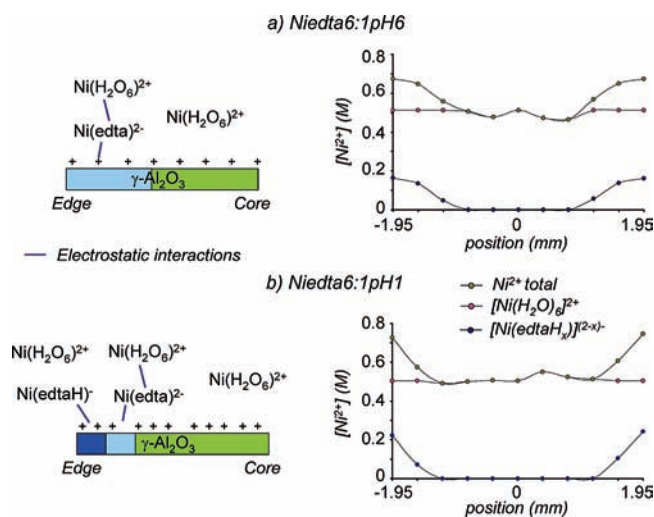 a) Niedta6:1pH6
Ni(H₂O₆)²⁺
Ni(H₂O₆)²⁺
Ni(edta)²⁻
+ + + + + + + +
γ-Al₂O₃
Edge Core
Electrostatic interactions
[Ni²⁺] (M)
0.8
0.6
0.4
0.2
0
-1.95 0 1.95
position (mm)
b) Niedta6:1pH1
Ni²⁺ total
[Ni(H₂O)₆]²⁺
[Ni(edtaHₓ)]⁽²⁻ˣ⁾⁻
Ni(H₂O₆)²⁺ Ni(H₂O₆)²⁺
Ni(H₂O₆)²⁺
Ni(edtaH)⁻ Ni(edta)²⁻
+ + + + + + + + + +
γ-Al₂O₃
Edge Core
[Ni²⁺] (M)
0.8
0.6
0.4
0.2
0
-1.95 0 1.95
position (mm)